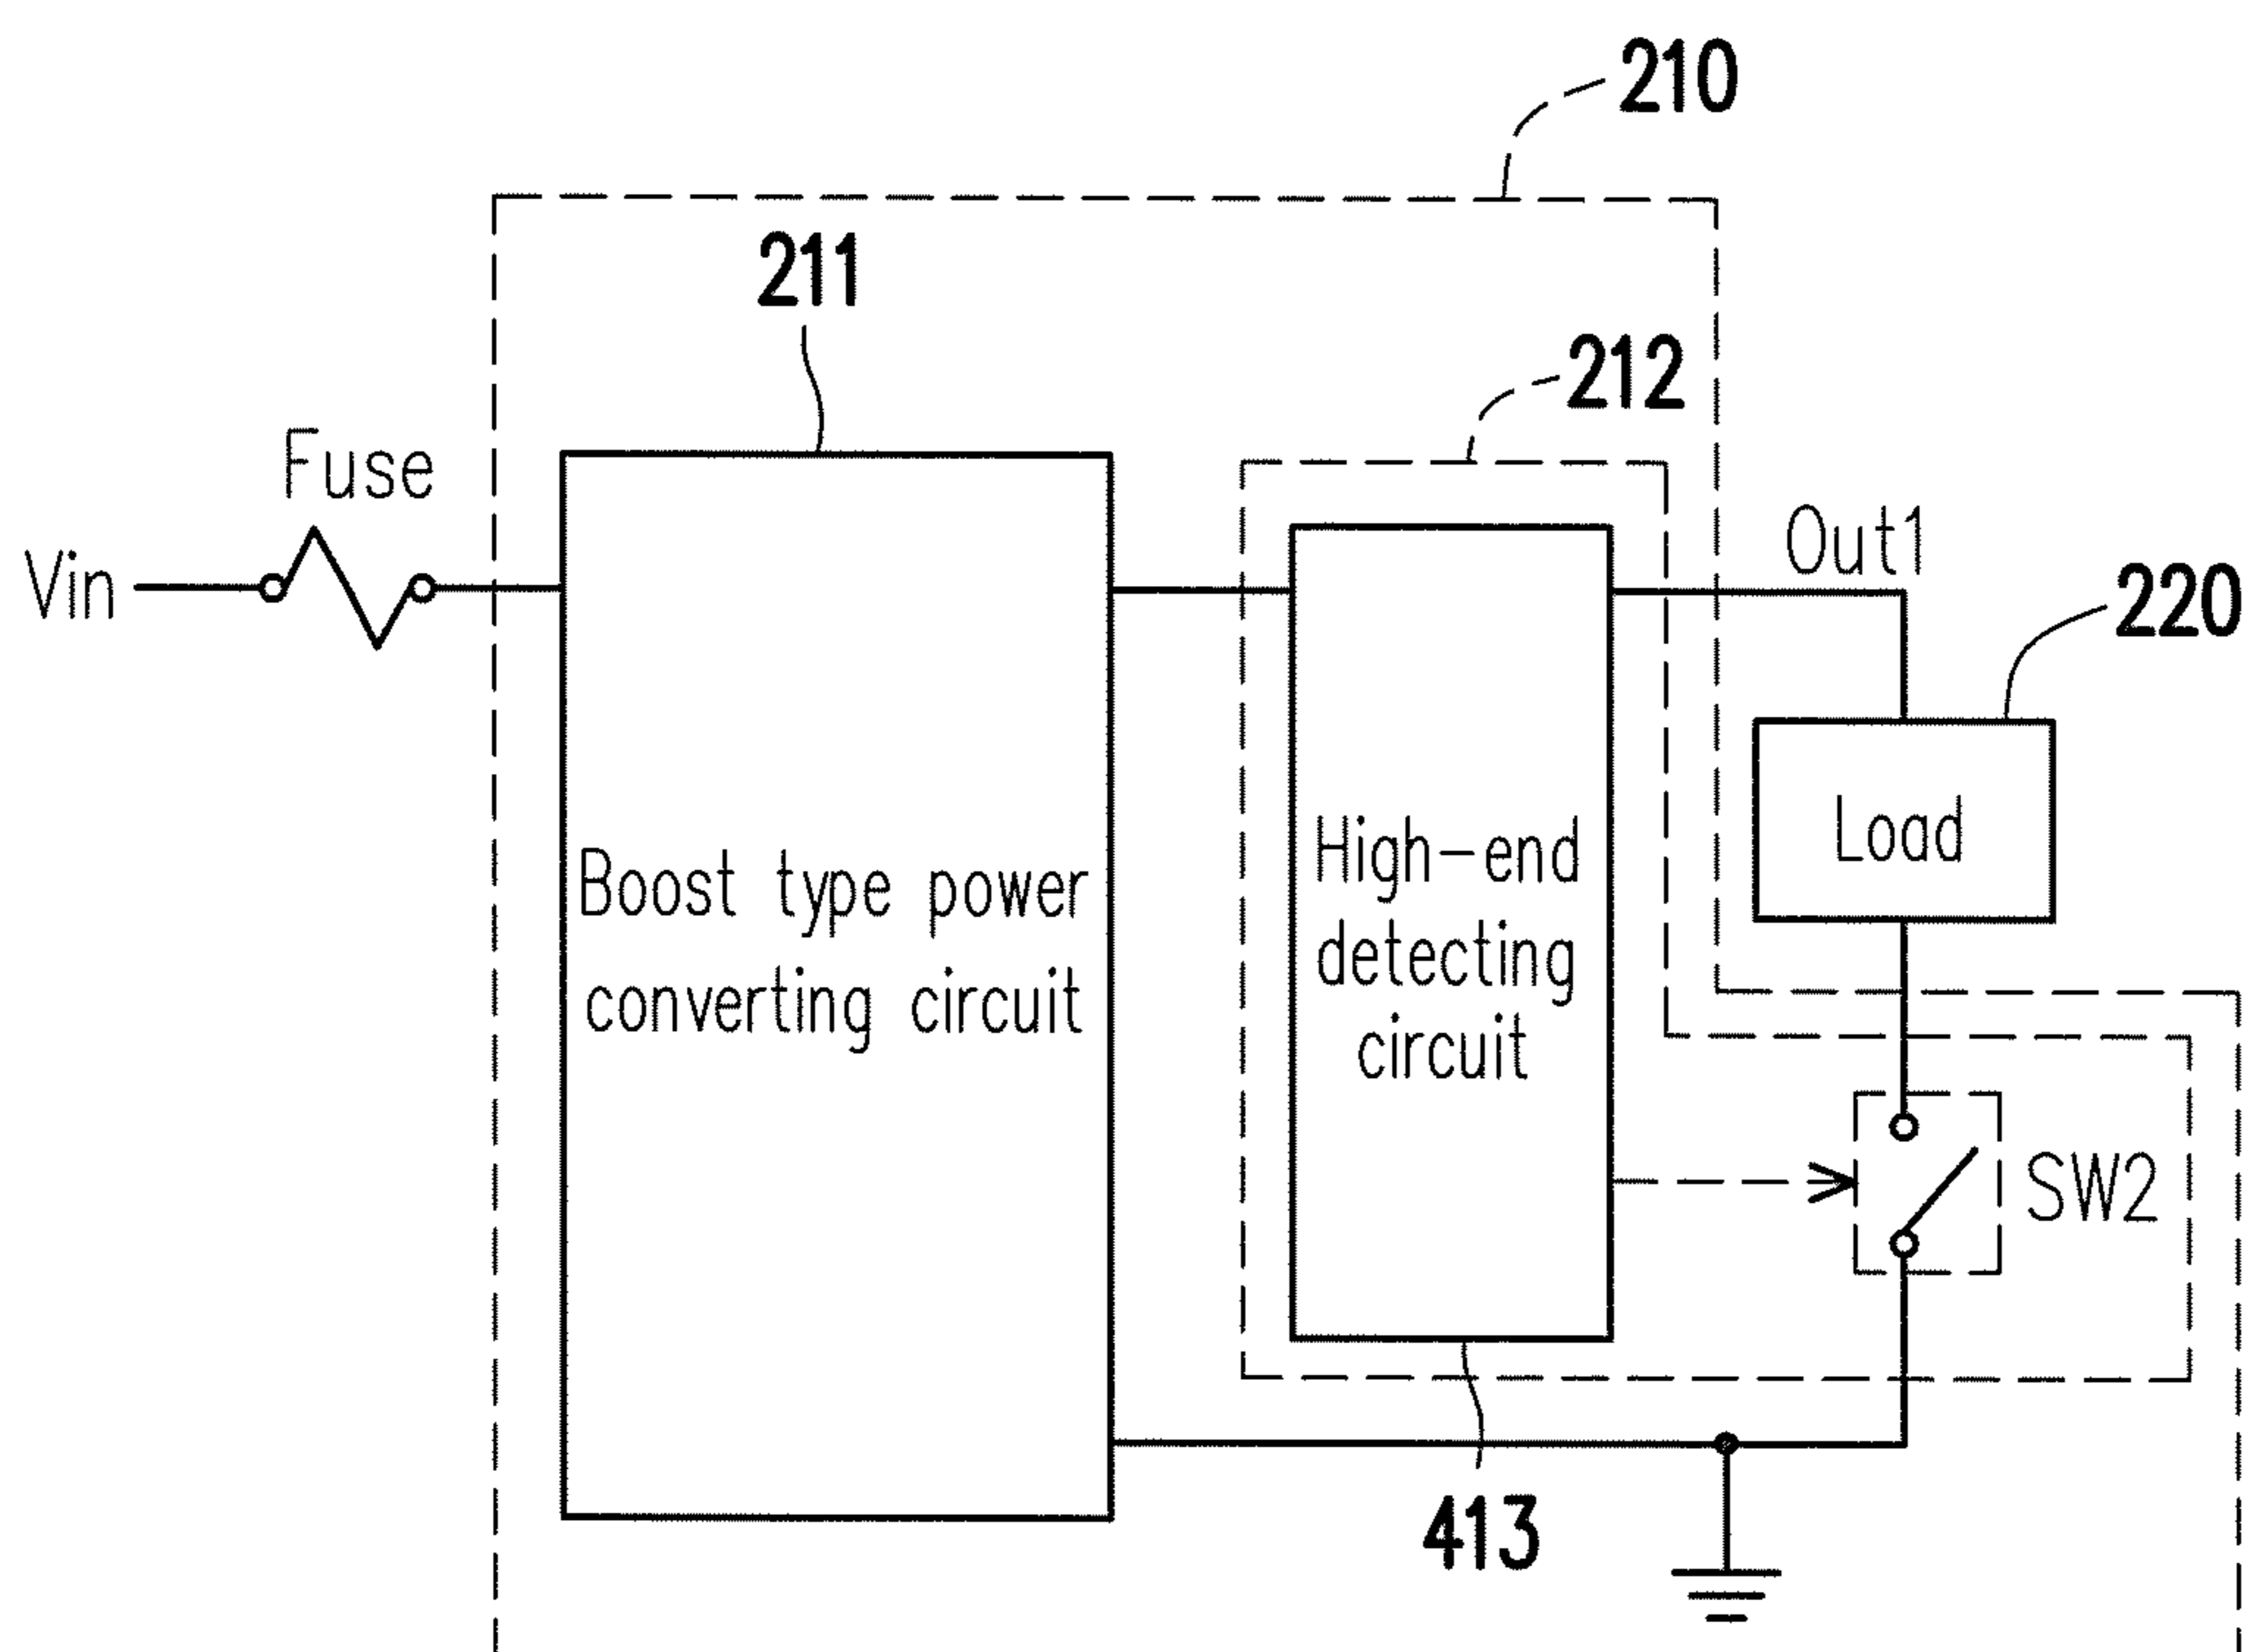 210
211
212
Fuse
Vin
Out1
220
Boost type power
converting circuit
High-end
detecting
circuit
Load
SW2
413